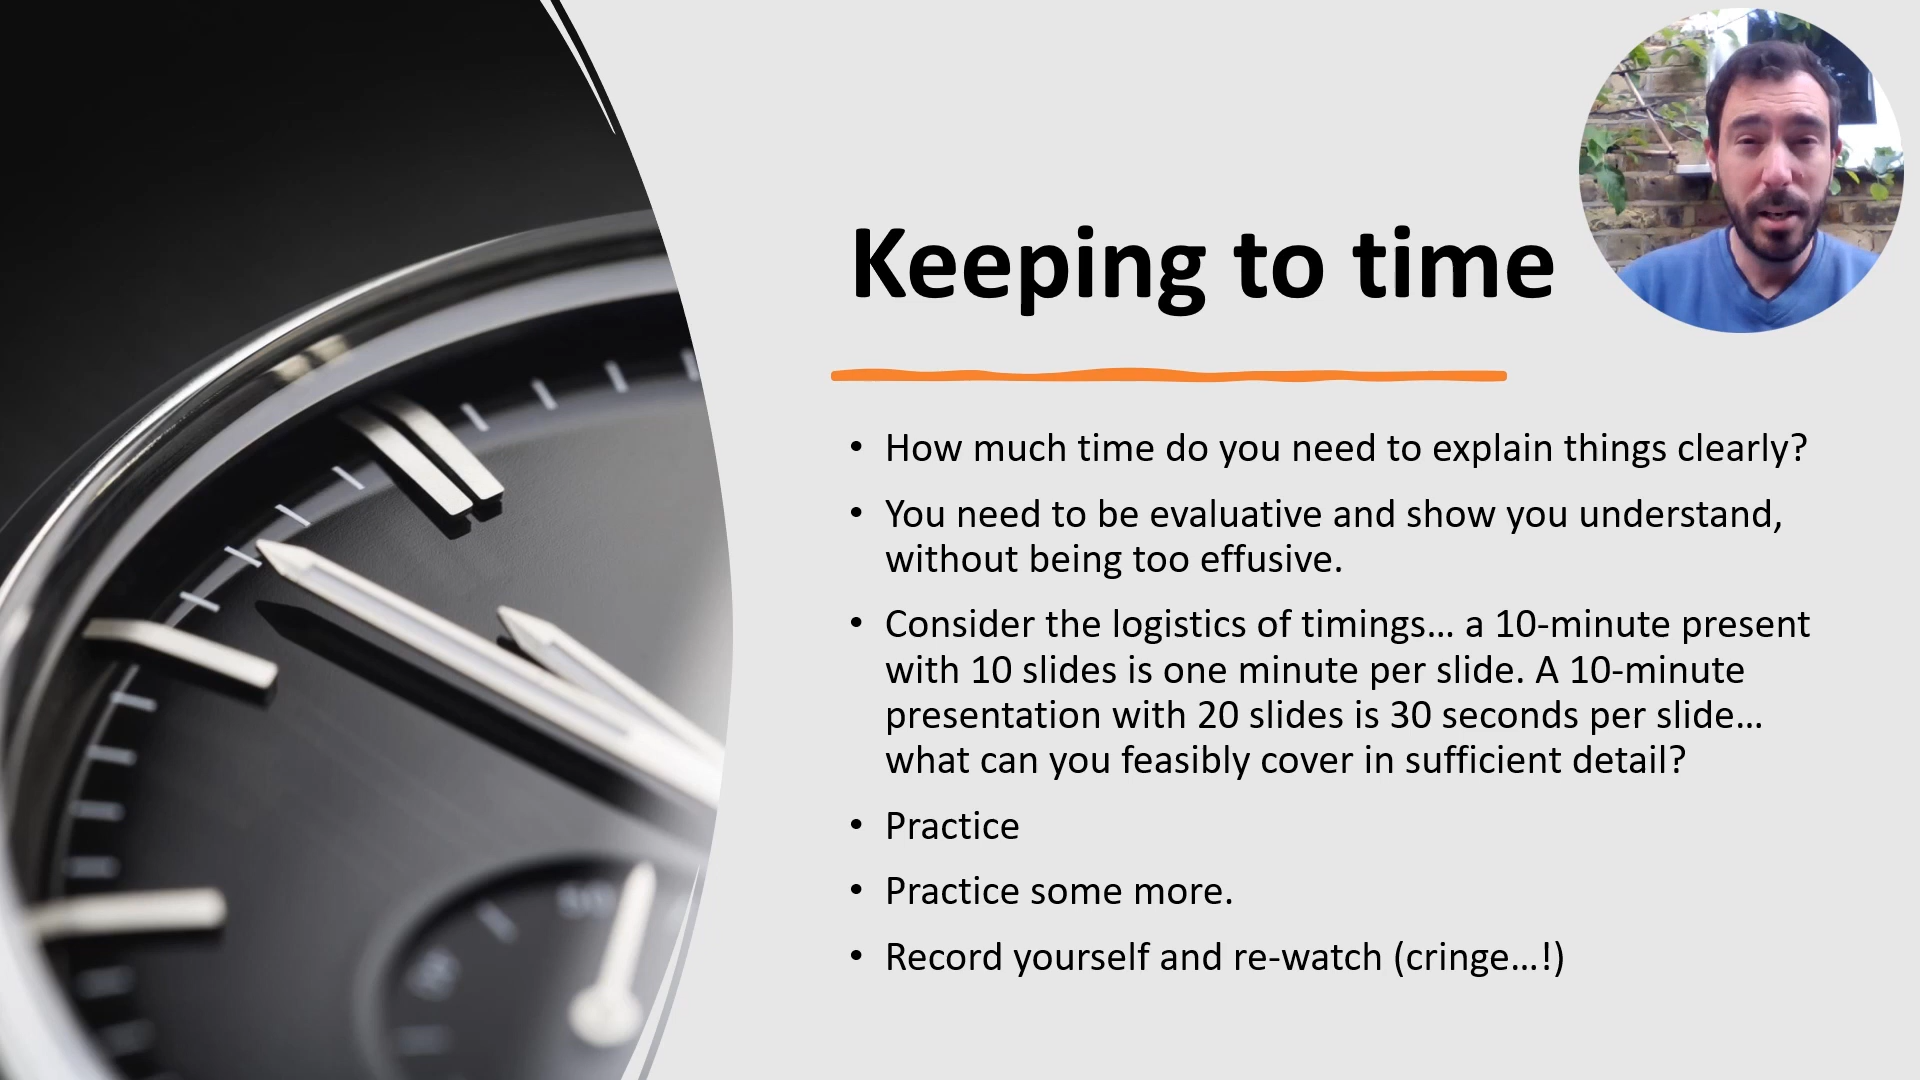 Keeping to time
• How much time do you need to explain things clearly?
• You need to be evaluative and show you understand,
without being too effusive.
• Consider the logistics of timings... a 10-minute present
with 10 slides is one minute per slide. A 10-minute
presentation with 20 slides is 30 seconds per slide...
what can you feasibly cover in sufficient detail?
• Practice
• Practice some more.
• Record yourself and re-watch (cringe...!)